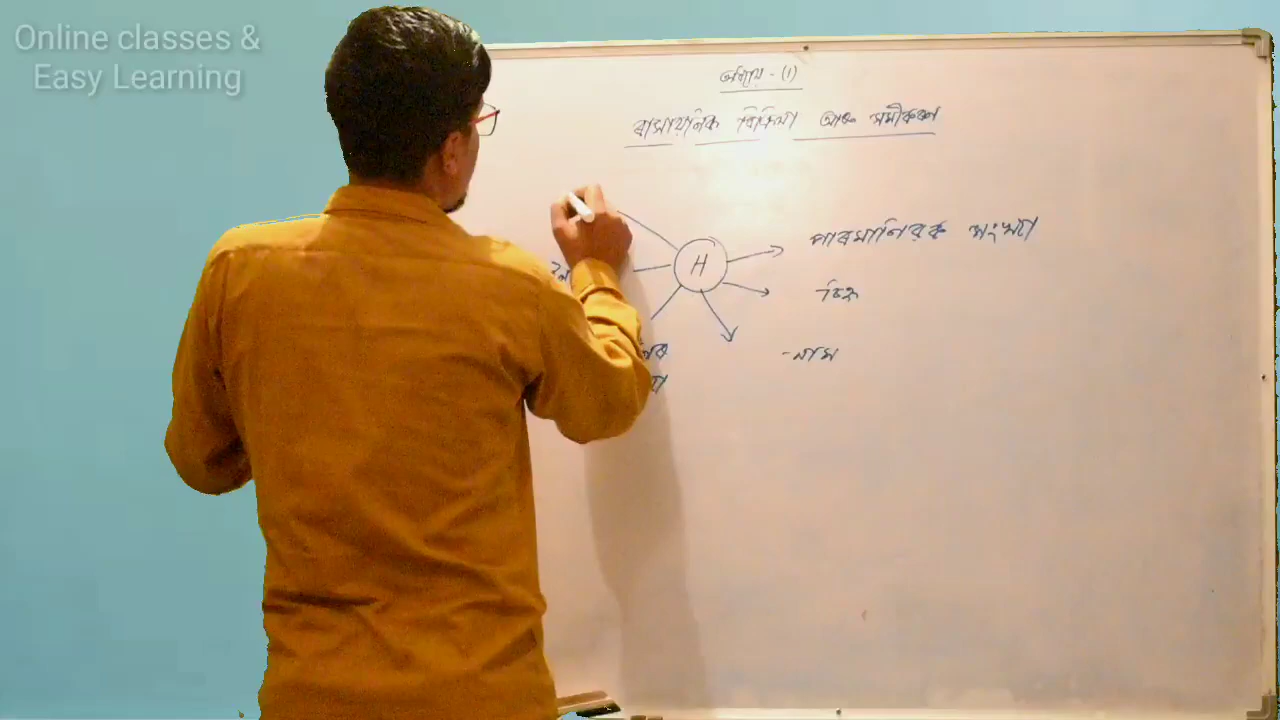 Online classes &
Easy Learning
অধ্যায় - (1)
ৰাসায়নিক বিক্ৰিয়া আৰু সমীকৰণ
H
পাৰমাণৱিক সংখ্যা
চিহ্ন
নাম